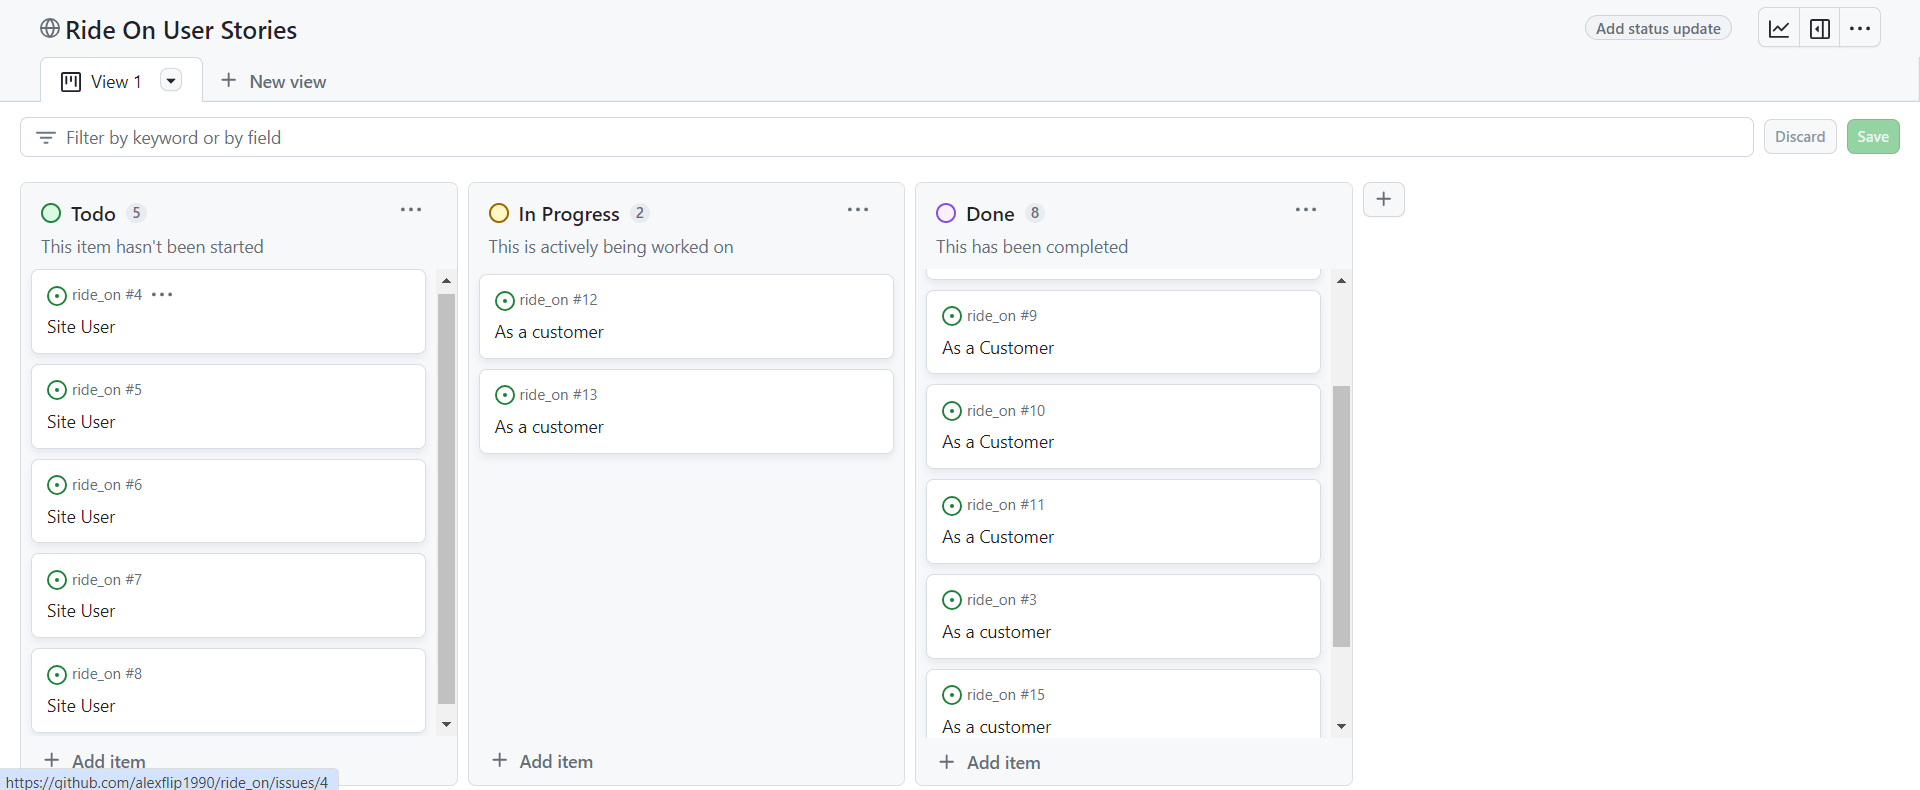 Ride On User Stories
Add status update
View 1
New view
Filter by keyword or by field
Discard
Save
Todo 5
This item hasn't been started
ride_on #4
Site User
ride_on #5
Site User
ride_on #6
Site User
ride_on #7
Site User
ride_on #8
Site User
Add item
In Progress 2
This is actively being worked on
ride_on #12
As a customer
ride_on #13
As a customer
Add item
Done 8
This has been completed
ride_on #9
As a Customer
ride_on #10
As a Customer
ride_on #11
As a Customer
ride_on #3
As a customer
ride_on #15
As a customer
Add item
https://github.com/alexflip1990/ride_on/issues/4